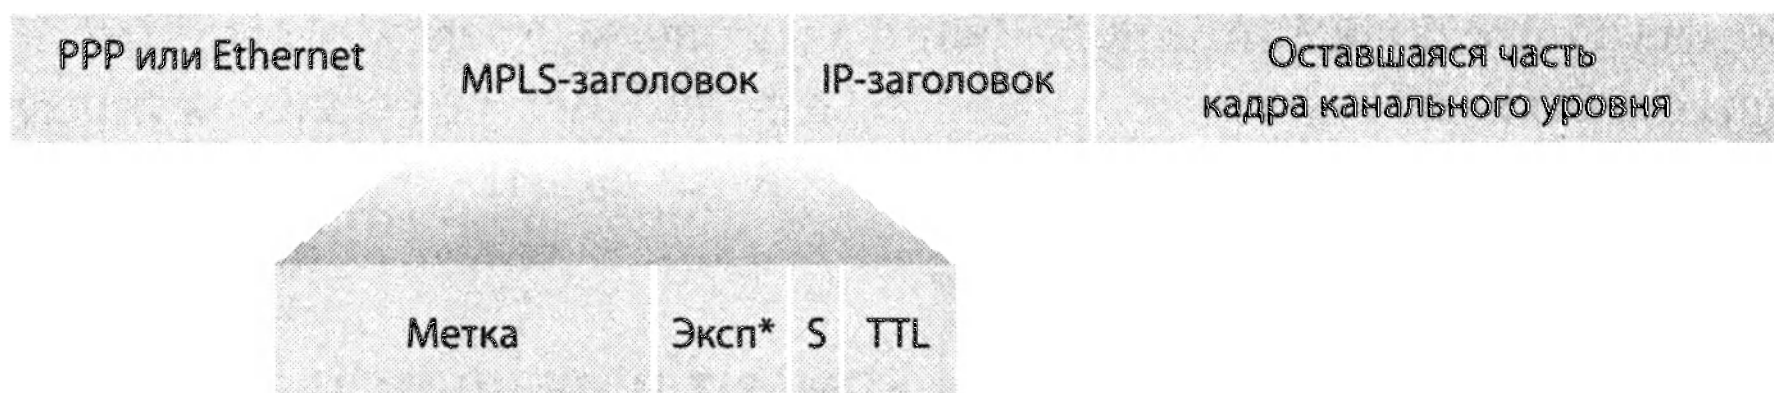 PPP или Ethernet
MPLS-заголовок
IP-заголовок
Оставшаяся часть
кадра канального уровня
Метка
Эксп*
S
TTL